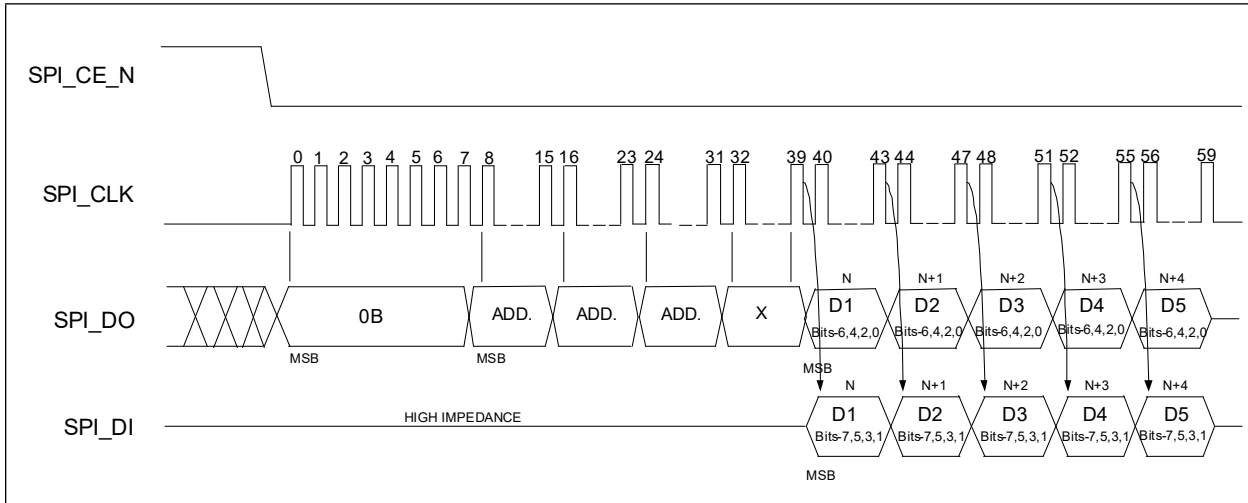 SPI_CE_N
0 1 2 3 4 5 6 7 8 15 16 23 24 31 32 39 40 43 44 47 48 51 52 55 56 59
SPI_CLK
N N+1 N+2 N+3 N+4
SPI_DO
0B ADD. ADD. ADD. X D1 D2 D3 D4 D5
Bits-6,4,2,0 Bits-6,4,2,0 Bits-6,4,2,0 Bits-6,4,2,0 Bits-6,4,2,0
MSB MSB MSB
N N+1 N+2 N+3 N+4
HIGH IMPEDANCE
SPI_DI
D1 D2 D3 D4 D5
Bits-7,5,3,1 Bits-7,5,3,1 Bits-7,5,3,1 Bits-7,5,3,1 Bits-7,5,3,1
MSB